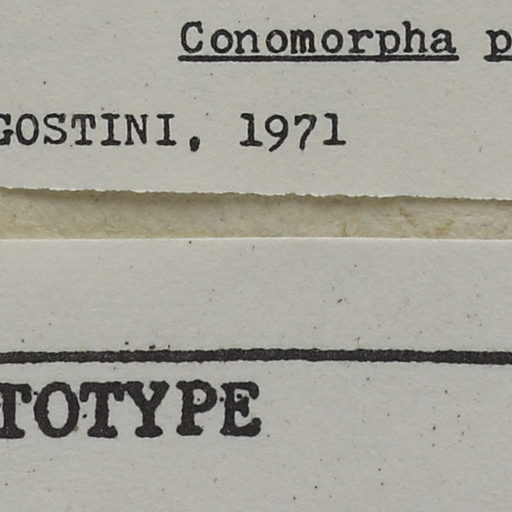 Conomorpha p
GOSTINI, 1971
TOTYPE